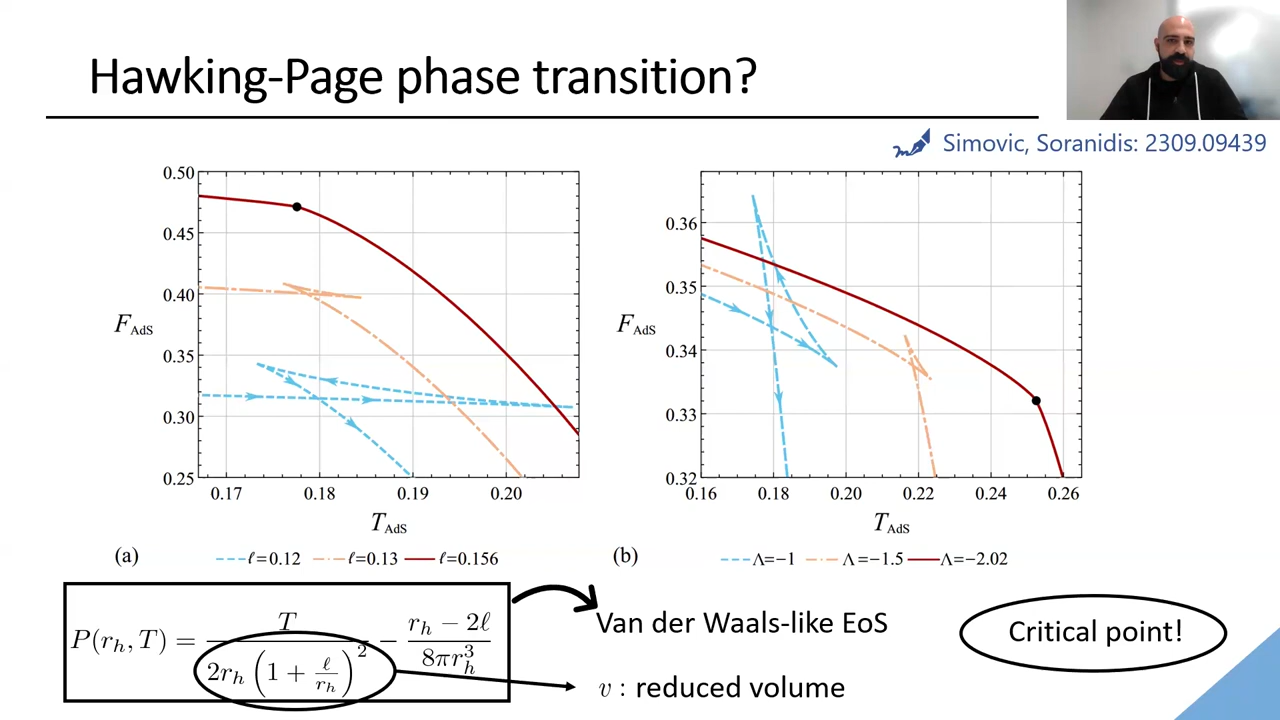 Hawking-Page phase transition?
Simovic, Soranidis: 2309.09439
0.50
0.45
0.40
0.35
0.30
0.25
F_AdS
0.17 0.18 0.19 0.20
T_AdS
(a) ℓ=0.12 ℓ=0.13 ℓ=0.156
0.36
0.35
0.34
0.33
0.32
F_AdS
0.16 0.18 0.20 0.22 0.24 0.26
T_AdS
(b) Λ=−1 Λ=−1.5 Λ=−2.02
P(r_h, T) = T / (2r_h (1 + ℓ/r_h)^2) − (r_h − 2ℓ) / (8πr_h^3)
Van der Waals-like EoS
v : reduced volume
Critical point!